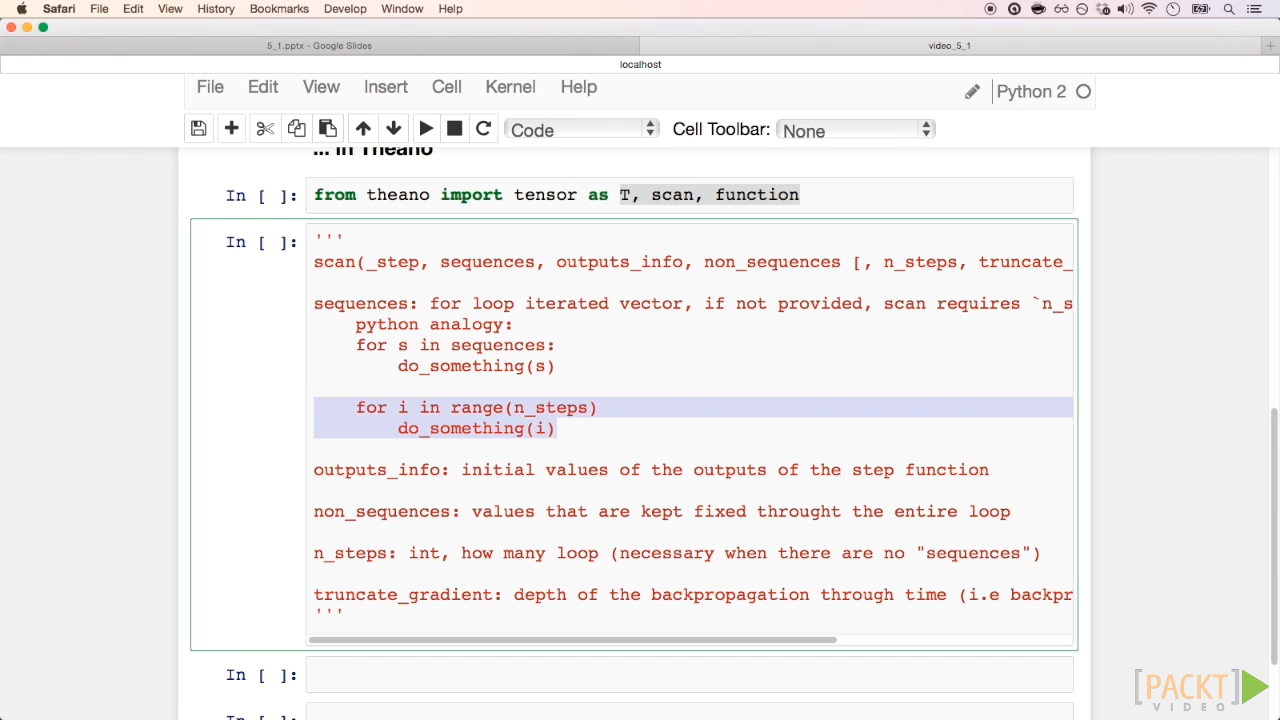 Safari File Edit View History Bookmarks Develop Window Help
5_1.pptx - Google Slides
video_5_1
localhost
File Edit View Insert Cell Kernel Help
Python 2
Code
Cell Toolbar: None
... in Theano
In [ ]: from theano import tensor as T, scan, function
In [ ]: '''
scan(_step, sequences, outputs_info, non_sequences [, n_steps, truncate_
sequences: for loop iterated vector, if not provided, scan requires `n_s
python analogy:
for s in sequences:
do_something(s)
for i in range(n_steps)
do_something(i)
outputs_info: initial values of the outputs of the step function
non_sequences: values that are kept fixed throught the entire loop
n_steps: int, how many loop (necessary when there are no "sequences")
truncate_gradient: depth of the backpropagation through time (i.e backpr
'''
In [ ]:
In [ ]:
[PACKT]
VIDEO